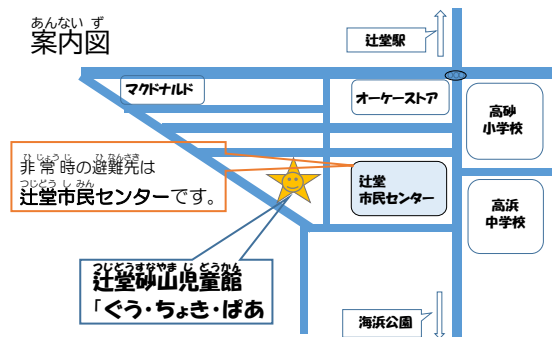 あんない ず
案内図
辻堂駅
マクドナルド
オーケーストア
高砂
小学校
ひ じょう じ ひ なんさき
非常時の避難先は
つじどう し みん
辻堂市民センターです。
辻堂
市民センター
高浜
中学校
つじどうすなやま じ どうかん
辻堂砂山児童館
「ぐう・ちょき・ぱあ
海浜公園